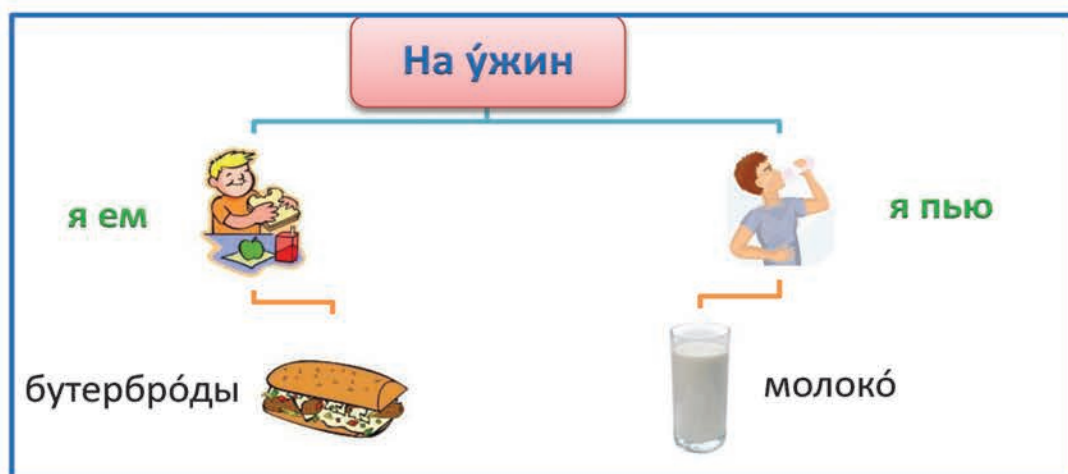 На у́жин
я ем
я пью
бутербро́ды
молоко́